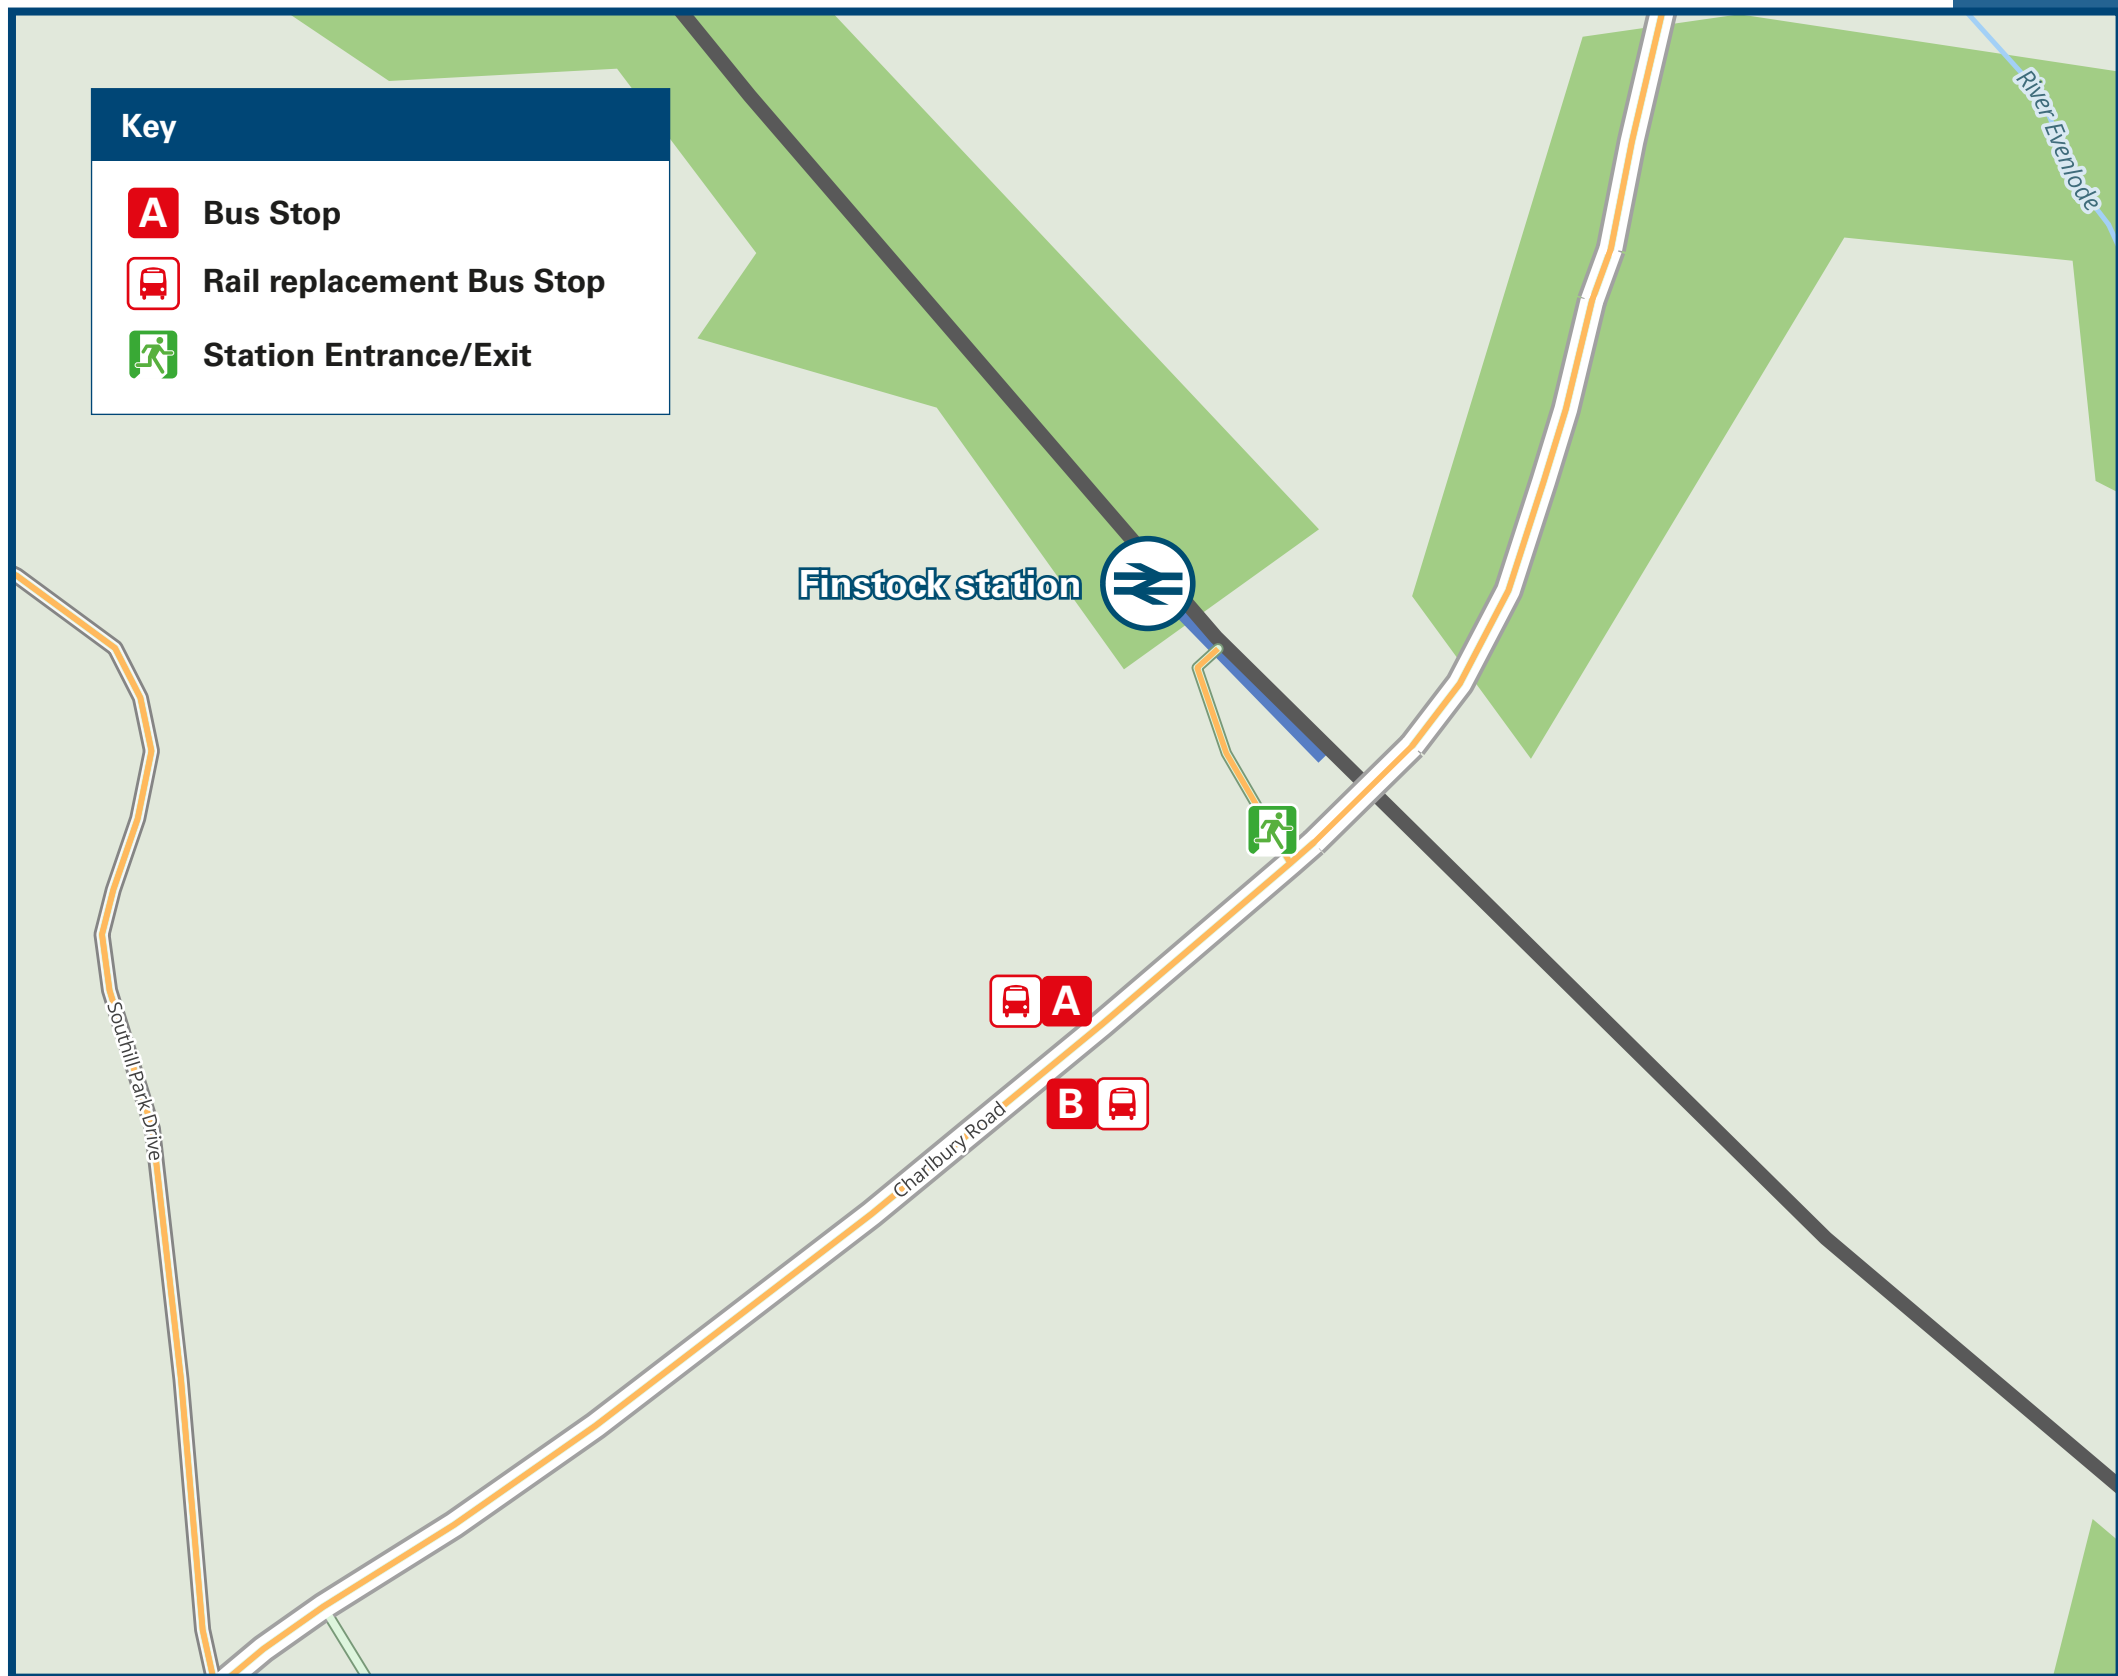 Key
A Bus Stop
Rail replacement Bus Stop
Station Entrance/Exit
River Evenlode
Finstock station
A
B
Southill Park Drive
Charlbury Road